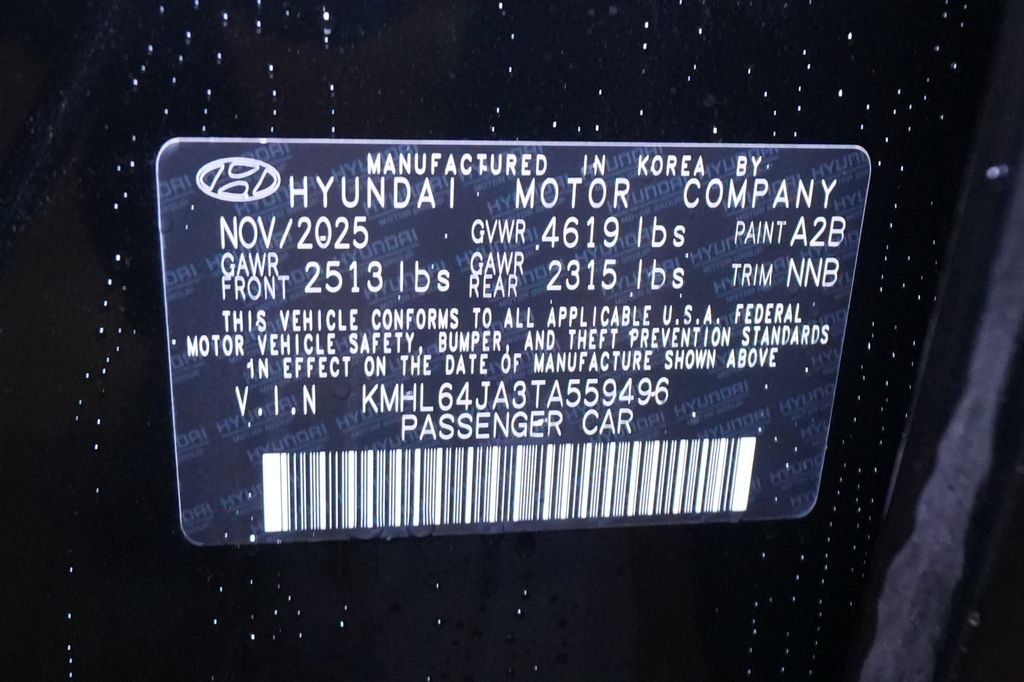 MANUFACTURED IN KOREA BY
HYUNDAI MOTOR COMPANY
NOV/2025 GVWR 4619 lbs PAINT A2B
GAWR FRONT 2513 lbs GAWR REAR 2315 lbs TRIM NNB
THIS VEHICLE CONFORMS TO ALL APPLICABLE U.S.A. FEDERAL
MOTOR VEHICLE SAFETY, BUMPER, AND THEFT PREVENTION STANDARDS
IN EFFECT ON THE DATE OF MANUFACTURE SHOWN ABOVE
V.I.N KMHL64JA3TA559496
PASSENGER CAR